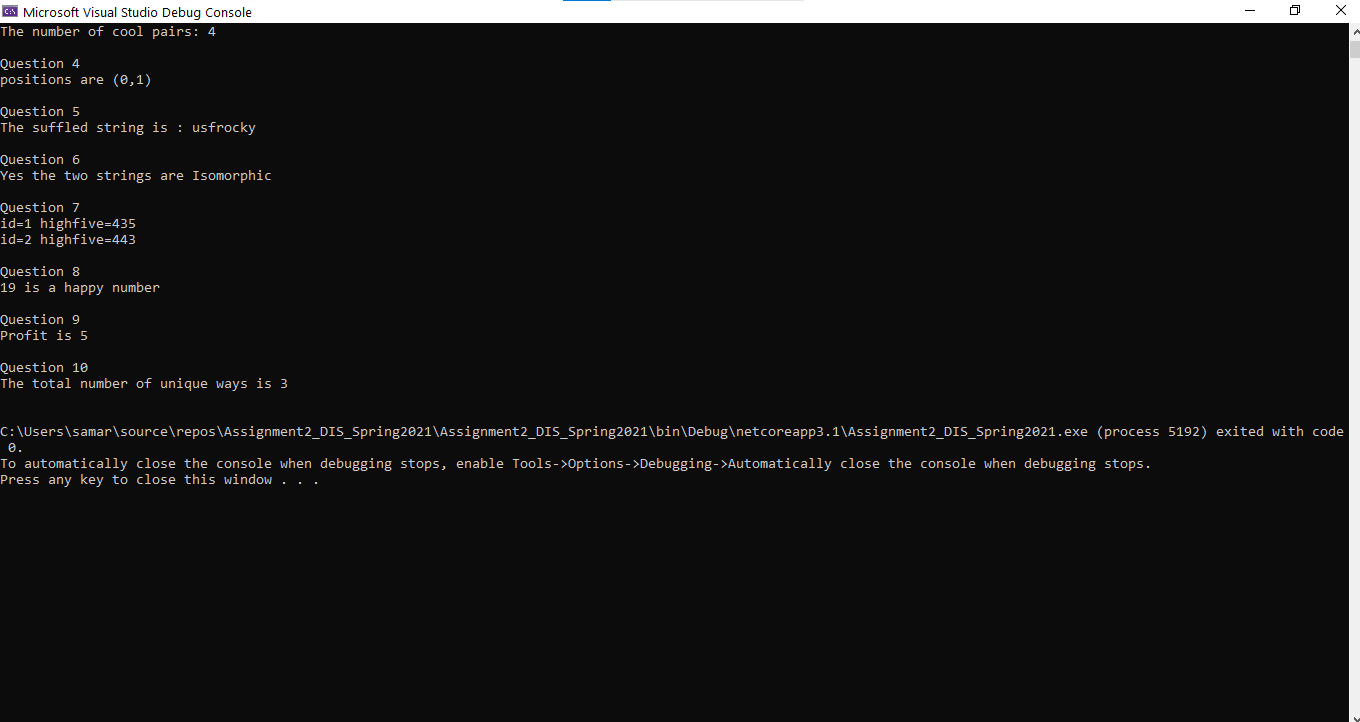 Microsoft Visual Studio Debug Console
The number of cool pairs: 4
Question 4
positions are (0,1)
Question 5
The suffled string is : usfrocky
Question 6
Yes the two strings are Isomorphic
Question 7
id=1 highfive=435
id=2 highfive=443
Question 8
19 is a happy number
Question 9
Profit is 5
Question 10
The total number of unique ways is 3
C:\Users\samar\source\repos\Assignment2_DIS_Spring2021\Assignment2_DIS_Spring2021\bin\Debug\netcoreapp3.1\Assignment2_DIS_Spring2021.exe (process 5192) exited with code
0.
To automatically close the console when debugging stops, enable Tools->Options->Debugging->Automatically close the console when debugging stops.
Press any key to close this window . . .